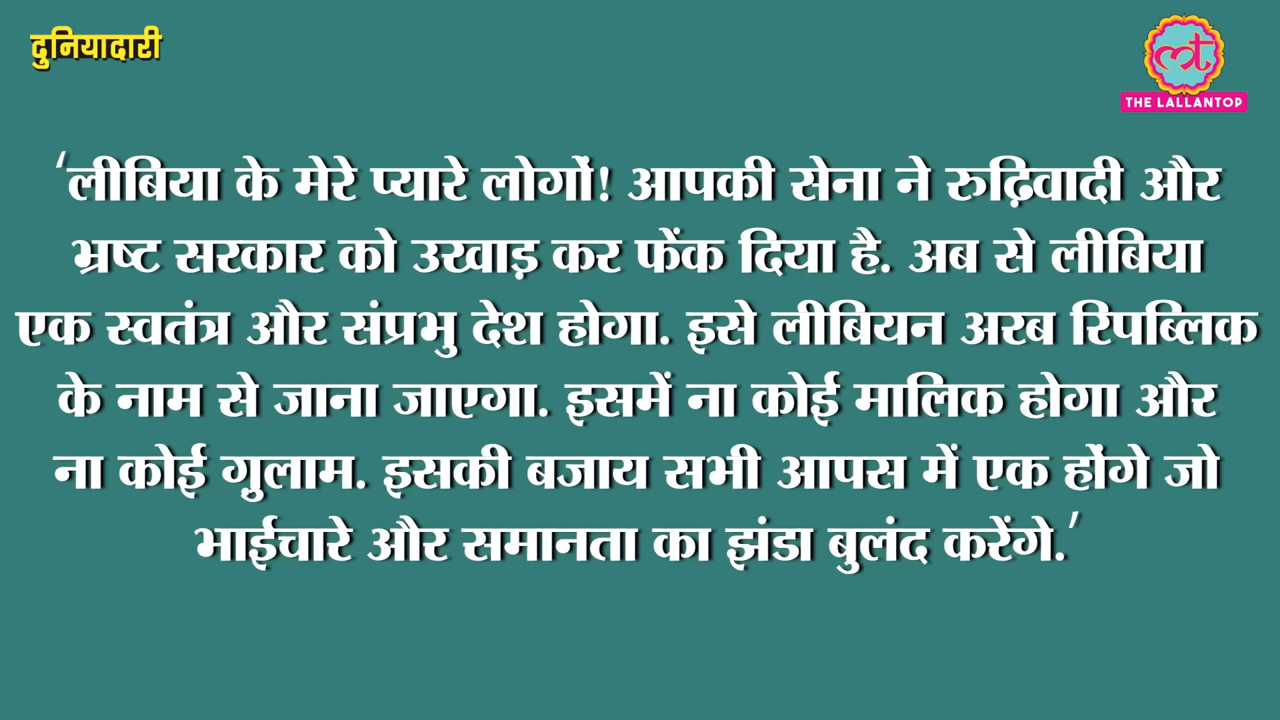 दुनियादारी
lt
THE LALLANTOP
‘लीबिया के मेरे प्यारे लोगों! आपकी सेना ने रुढ़िवादी और
भ्रष्ट सरकार को उखाड़ कर फेंक दिया है. अब से लीबिया
एक स्वतंत्र और संप्रभु देश होगा. इसे लीबियन अरब रिपब्लिक
के नाम से जाना जाएगा. इसमें ना कोई मालिक होगा और
ना कोई गुलाम. इसकी बजाय सभी आपस में एक होंगे जो
भाईचारे और समानता का झंडा बुलंद करेंगे.’